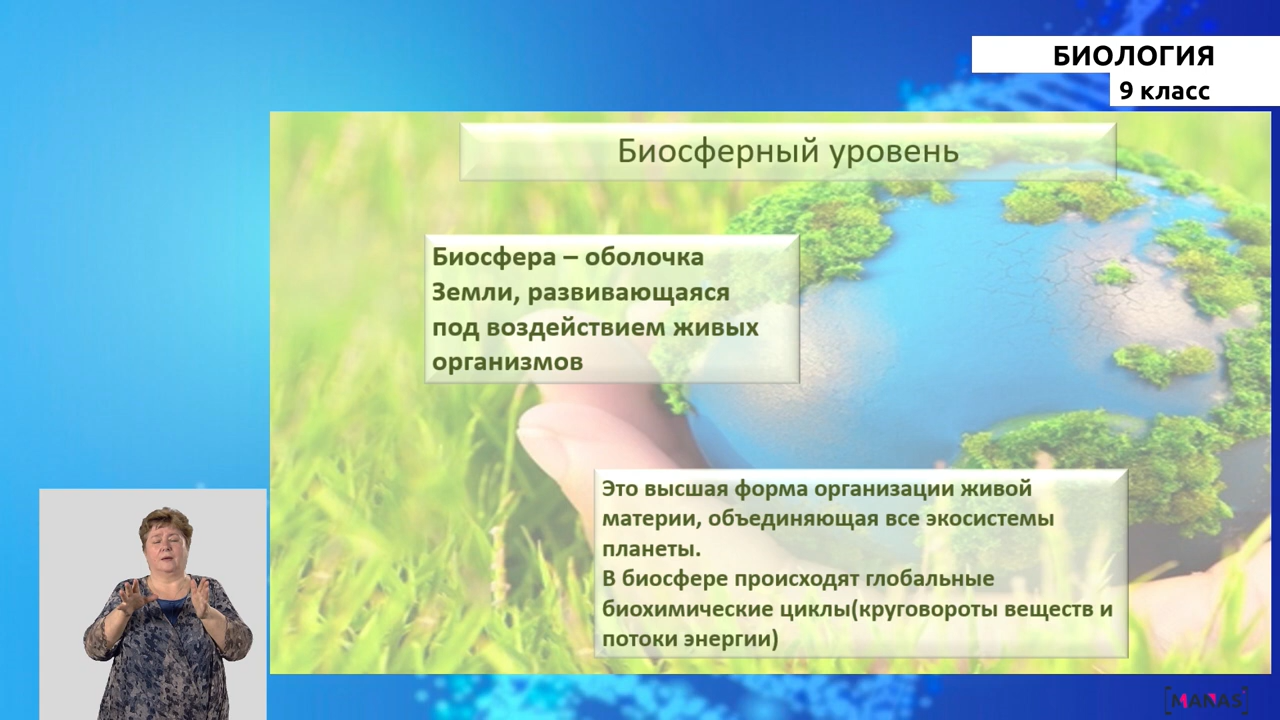 БИОЛОГИЯ
9 класс
Биосферный уровень
Биосфера – оболочка
Земли, развивающаяся
под воздействием живых
организмов
Это высшая форма организации живой
материи, объединяющая все экосистемы
планеты.
В биосфере происходят глобальные
биохимические циклы(круговороты веществ и
потоки энергии)
[MANAS]